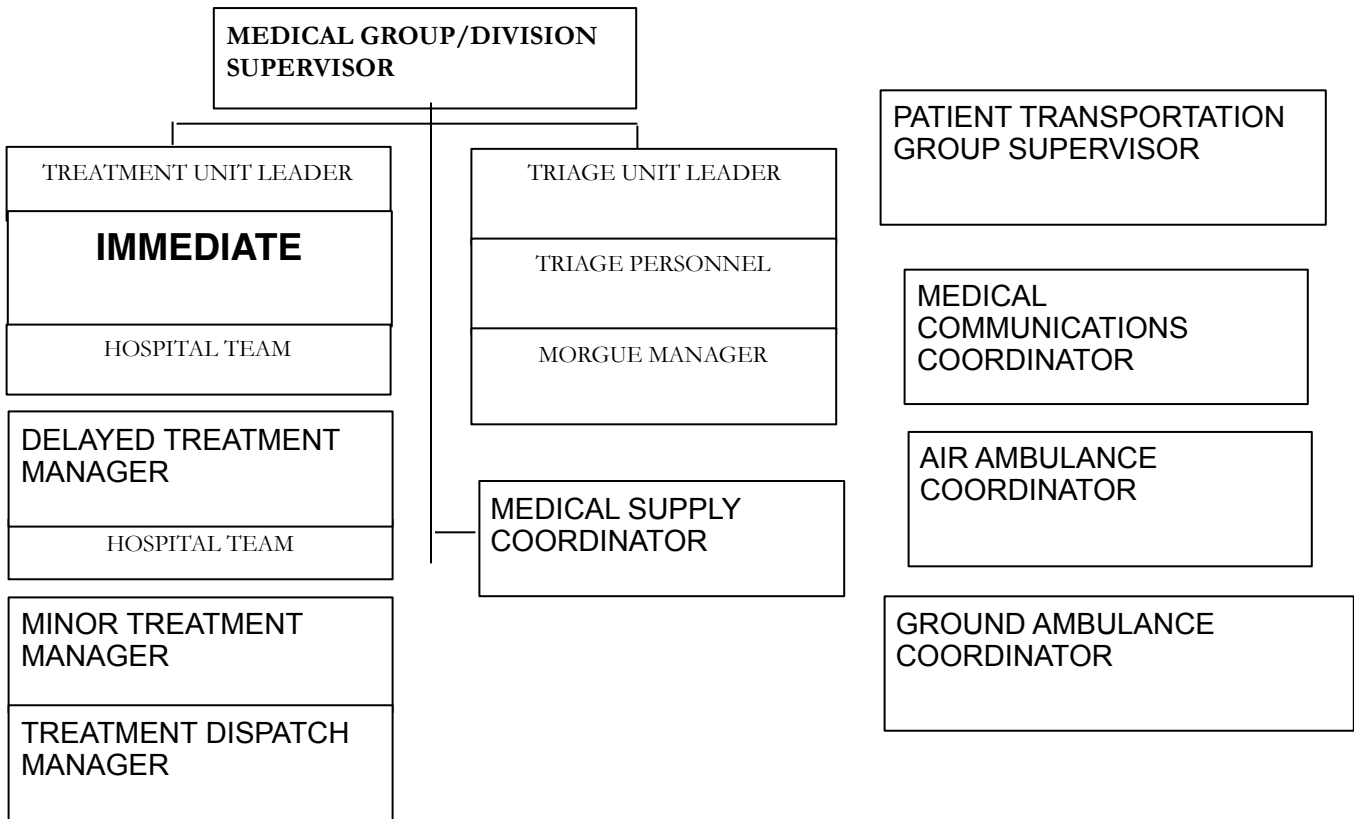 MEDICAL GROUP/DIVISION
SUPERVISOR
TREATMENT UNIT LEADER
IMMEDIATE
HOSPITAL TEAM
DELAYED TREATMENT
MANAGER
HOSPITAL TEAM
MINOR TREATMENT
MANAGER
TREATMENT DISPATCH
MANAGER
TRIAGE UNIT LEADER
TRIAGE PERSONNEL
MORGUE MANAGER
MEDICAL SUPPLY
COORDINATOR
PATIENT TRANSPORTATION
GROUP SUPERVISOR
MEDICAL
COMMUNICATIONS
COORDINATOR
AIR AMBULANCE
COORDINATOR
GROUND AMBULANCE
COORDINATOR